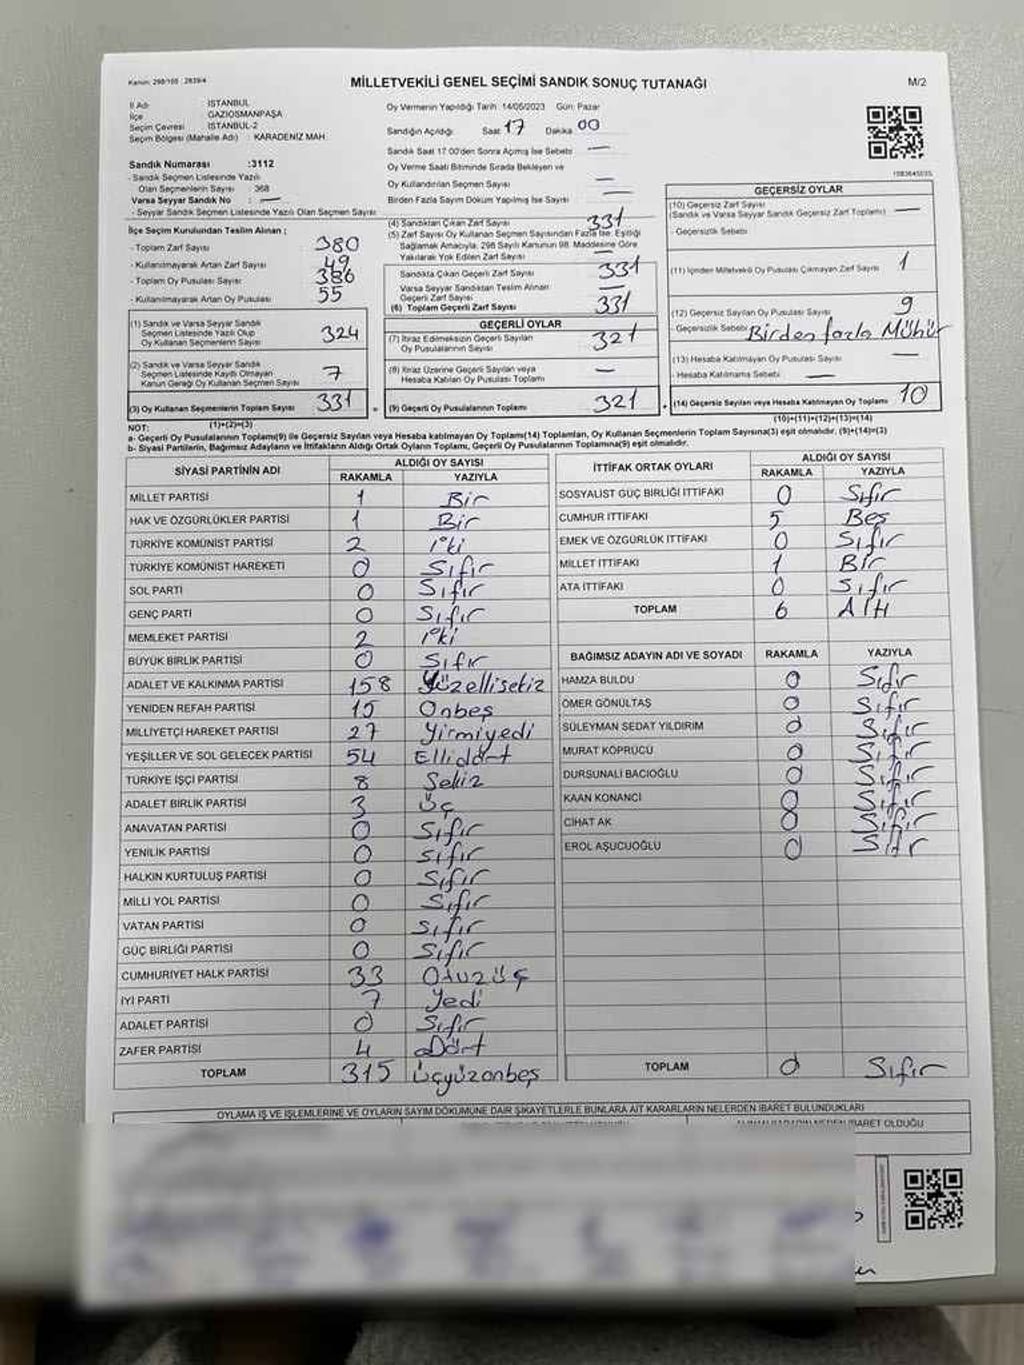 Kanun: 298/105 : 2839/4
MİLLETVEKİLİ GENEL SEÇİMİ SANDIK SONUÇ TUTANAĞI
M/2
İl Adı : İSTANBUL
İlçe GAZİOSMANPAŞA
Seçim Çevresi : İSTANBUL-2
Seçim Bölgesi (Mahalle Adı) : KARADENİZ MAH.
Sandık Numarası :3112
- Sandık Seçmen Listesinde Yazılı
Olan Seçmenlerin Sayısı : 368
Varsa Seyyar Sandık No : —
- Seyyar Sandık Seçmen Listesinde Yazılı Olan Seçmen Sayısı
Oy Vermenin Yapıldığı Tarih: 14/05/2023 Gün: Pazar
Sandığın Açıldığı Saat 17 Dakika 00
Sandık Saat 17.00'den Sonra Açılmış İse Sebebi —
Oy Verme Saati Bitiminde Sırada Bekleyen ve
Oy Kullandırılan Seçmen Sayısı —
Birden Fazla Sayım Döküm Yapılmış İse Sayısı —
İlçe Seçim Kurulundan Teslim Alınan ;
- Toplam Zarf Sayısı 380
- Kullanılmayarak Artan Zarf Sayısı 49
- Toplam Oy Pusulası Sayısı 386
- Kullanılmayarak Artan Oy Pusulası 55
(4) Sandıktan Çıkan Zarf Sayısı 331
(5) Zarf Sayısı Oy Kullanan Seçmen Sayısından Fazla İse, Eşitliği
Sağlamak Amacıyla, 298 Sayılı Kanunun 98. Maddesine Göre
Yakılarak Yok Edilen Zarf Sayısı —
Sandıkta Çıkan Geçerli Zarf Sayısı 331
Varsa Seyyar Sandıktan Teslim Alınan
Geçerli Zarf Sayısı —
(6) Toplam Geçerli Zarf Sayısı 331
GEÇERSİZ OYLAR
(10) Geçersiz Zarf Sayısı
(Sandık ve Varsa Seyyar Sandık Geçersiz Zarf Toplamı) —
- Geçersizlik Sebebi
(11) İçinden Milletvekili Oy Pusulası Çıkmayan Zarf Sayısı 1
(12) Geçersiz Sayılan Oy Pusulası Sayısı 9
- Geçersizlik Sebebi Birden fazla Mühür
(13) Hesaba Katılmayan Oy Pusulası Sayısı —
- Hesaba Katılmama Sebebi —
(14) Geçersiz Sayılan veya Hesaba Katılmayan Oy Toplamı 10
(10)+(11)+(12)+(13)=(14)
(1) Sandık ve Varsa Seyyar Sandık
Seçmen Listesinde Yazılı Olup
Oy Kullanan Seçmenlerin Sayısı 324
(2) Sandık ve Varsa Seyyar Sandık
Seçmen Listesinde Kayıtlı Olmayan
Kanun Gereği Oy Kullanan Seçmen Sayısı 7
(3) Oy Kullanan Seçmenlerin Toplam Sayısı 331
(1)+(2)=(3)
GEÇERLİ OYLAR
(7) İtiraz Edilmeksizin Geçerli Sayılan
Oy Pusulalarının Sayısı 321
(8) İtiraz Üzerine Geçerli Sayılan veya
Hesaba Katılan Oy Pusulası Toplamı —
(9) Geçerli Oy Pusulalarının Toplamı 321
NOT:
a- Geçerli Oy Pusulalarının Toplamı(9) ile Geçersiz Sayılan veya Hesaba katılmayan Oy Toplamı(14) Toplamları, Oy Kullanan Seçmenlerin Toplam Sayısına(3) eşit olmalıdır. (9)+(14)=(3)
b- Siyasi Partilerin, Bağımsız Adayların ve İttifakların Aldığı Ortak Oyların Toplamı, Geçerli Oy Pusulalarının Toplamına(9) eşit olmalıdır.
SİYASİ PARTİNİN ADI ALDIĞI OY SAYISI
RAKAMLA YAZIYLA
MİLLET PARTİSİ 1 Bir
HAK VE ÖZGÜRLÜKLER PARTİSİ 1 Bir
TÜRKİYE KOMÜNİST PARTİSİ 2 iki
TÜRKİYE KOMÜNİST HAREKETİ 0 Sıfır
SOL PARTİ 0 Sıfır
GENÇ PARTİ 0 Sıfır
MEMLEKET PARTİSİ 2 iki
BÜYÜK BİRLİK PARTİSİ 0 Sıfır
ADALET VE KALKINMA PARTİSİ 158 Yüzellisekiz
YENİDEN REFAH PARTİSİ 15 Onbeş
MİLLİYETÇİ HAREKET PARTİSİ 27 Yirmiyedi
YEŞİLLER VE SOL GELECEK PARTİSİ 54 Ellidört
TÜRKİYE İŞÇİ PARTİSİ 8 Sekiz
ADALET BİRLİK PARTİSİ 3 Üç
ANAVATAN PARTİSİ 0 Sıfır
YENİLİK PARTİSİ 0 Sıfır
HALKIN KURTULUŞ PARTİSİ 0 Sıfır
MİLLİ YOL PARTİSİ 0 Sıfır
VATAN PARTİSİ 0 Sıfır
GÜÇ BİRLİĞİ PARTİSİ 0 Sıfır
CUMHURİYET HALK PARTİSİ 33 Otuzüç
İYİ PARTİ 7 Yedi
ADALET PARTİSİ 0 Sıfır
ZAFER PARTİSİ 4 Dört
TOPLAM 315 üçyüzonbeş
İTTİFAK ORTAK OYLARI ALDIĞI OY SAYISI
RAKAMLA YAZIYLA
SOSYALİST GÜÇ BİRLİĞİ İTTİFAKI 0 Sıfır
CUMHUR İTTİFAKI 5 Beş
EMEK VE ÖZGÜRLÜK İTTİFAKI 0 Sıfır
MİLLET İTTİFAKI 1 Bir
ATA İTTİFAKI 0 Sıfır
TOPLAM 6 Altı
BAĞIMSIZ ADAYIN ADI VE SOYADI RAKAMLA YAZIYLA
HAMZA BULDU 0 Sıfır
ÖMER GÖNÜLTAŞ 0 Sıfır
SÜLEYMAN SEDAT YILDIRIM 0 Sıfır
MURAT KÖPRÜCÜ 0 Sıfır
DURSUNALİ BACIOĞLU 0 Sıfır
KAAN KONANCİ 0 Sıfır
CİHAT AK 0 Sıfır
EROL AŞUCUOĞLU 0 Sıfır
TOPLAM 0 Sıfır
OYLAMA İŞ VE İŞLEMLERİNE VE OYLARIN SAYIM DÖKÜMÜNE DAİR ŞİKAYETLERLE BUNLARA AİT KARARLARIN NELERDEN İBARET BULUNDUKLARI